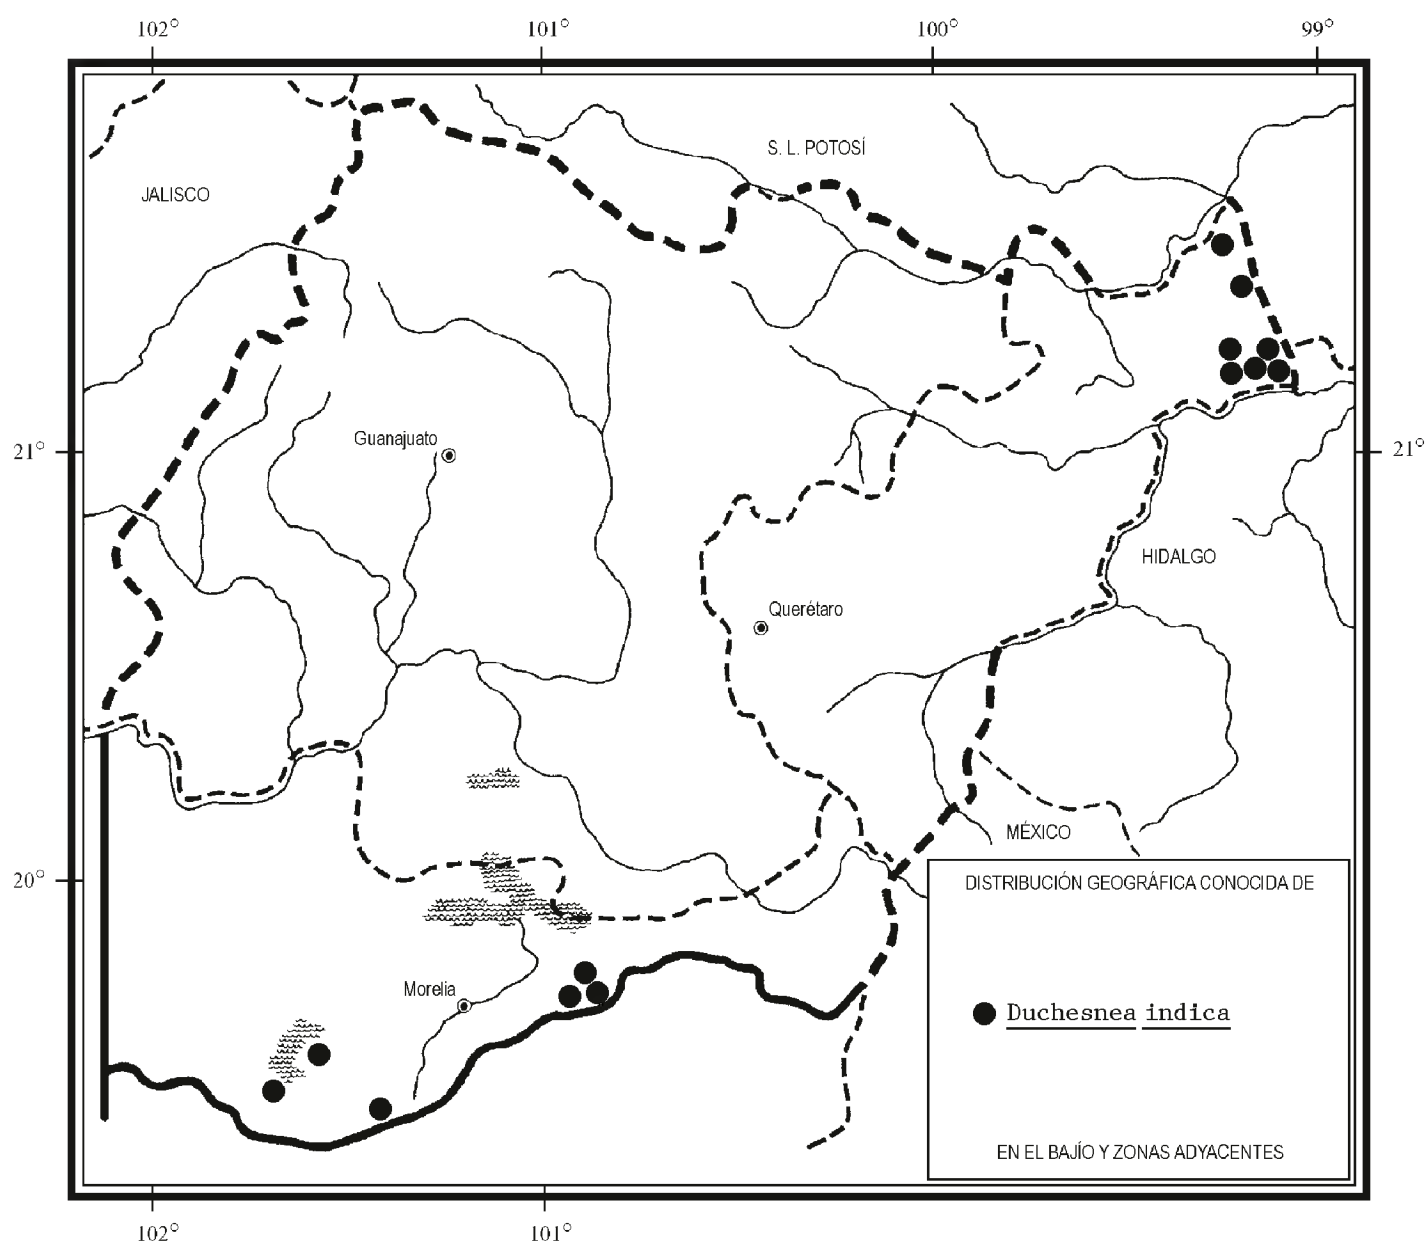 102° 101° 100° 99°
S. L. POTOSÍ
JALISCO
Guanajuato
21° 21°
HIDALGO
Querétaro
MÉXICO
20°
DISTRIBUCIÓN GEOGRÁFICA CONOCIDA DE
Morelia
Duchesnea indica
EN EL BAJÍO Y ZONAS ADYACENTES
102° 101°